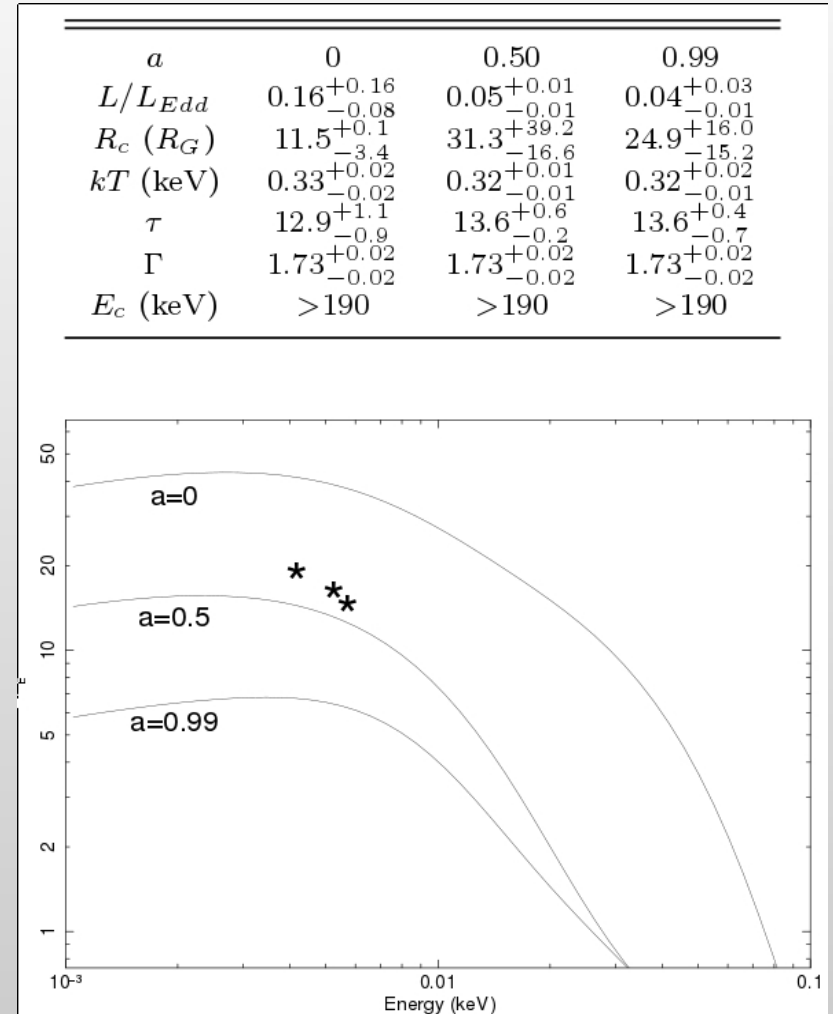 a 0 0.50 0.99
L/L_Edd 0.16^{+0.16}_{−0.08} 0.05^{+0.01}_{−0.01} 0.04^{+0.03}_{−0.01}
R_c (R_G) 11.5^{+0.1}_{−3.4} 31.3^{+39.2}_{−16.6} 24.9^{+16.0}_{−15.2}
kT (keV) 0.33^{+0.02}_{−0.02} 0.32^{+0.01}_{−0.01} 0.32^{+0.02}_{−0.01}
τ 12.9^{+1.1}_{−0.9} 13.6^{+0.6}_{−0.2} 13.6^{+0.4}_{−0.7}
Γ 1.73^{+0.02}_{−0.02} 1.73^{+0.02}_{−0.02} 1.73^{+0.02}_{−0.02}
E_c (keV) >190 >190 >190
50
a=0
20
a=0.5
10
a=0.99
5
2
1
10⁻³ 0.01 0.1
Energy (keV)